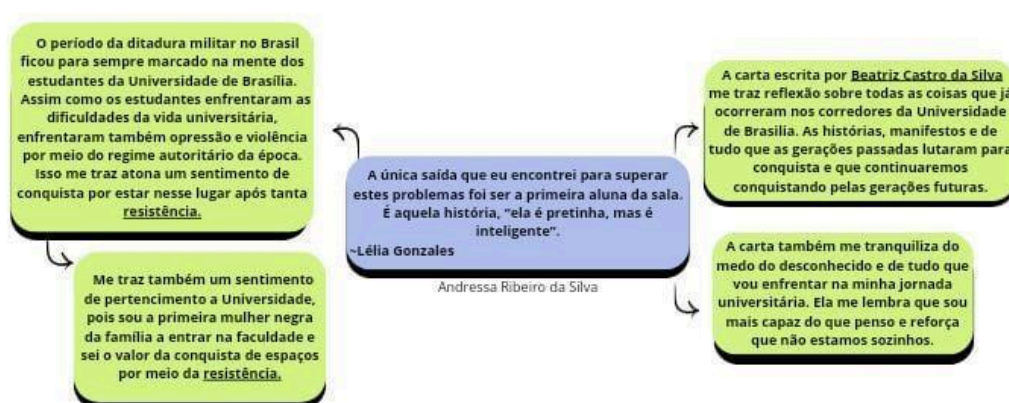 O período da ditadura militar no Brasil
ficou para sempre marcado na mente dos
estudantes da Universidade de Brasília.
Assim como os estudantes enfrentaram as
dificuldades da vida universitária,
enfrentaram também opressão e violência
por meio do regime autoritário da época.
Isso me traz atona um sentimento de
conquista por estar nesse lugar após tanta
resistência.
Me traz também um sentimento
de pertencimento a Universidade,
pois sou a primeira mulher negra
da família a entrar na faculdade e
sei o valor da conquista de espaços
por meio da resistência.
A única saída que eu encontrei para superar
estes problemas foi ser a primeira aluna da sala.
É aquela história, "ela é pretinha, mas é
inteligente".
~Lélia Gonzales
Andressa Ribeiro da Silva
A carta escrita por Beatriz Castro da Silva
me traz reflexão sobre todas as coisas que já
ocorreram nos corredores da Universidade
de Brasilia. As histórias, manifestos e de
tudo que as gerações passadas lutaram para
conquista e que continuaremos
conquistando pelas gerações futuras.
A carta também me tranquiliza do
medo do desconhecido e de tudo que
vou enfrentar na minha jornada
universitária. Ela me lembra que sou
mais capaz do que penso e reforça
que não estamos sozinhos.